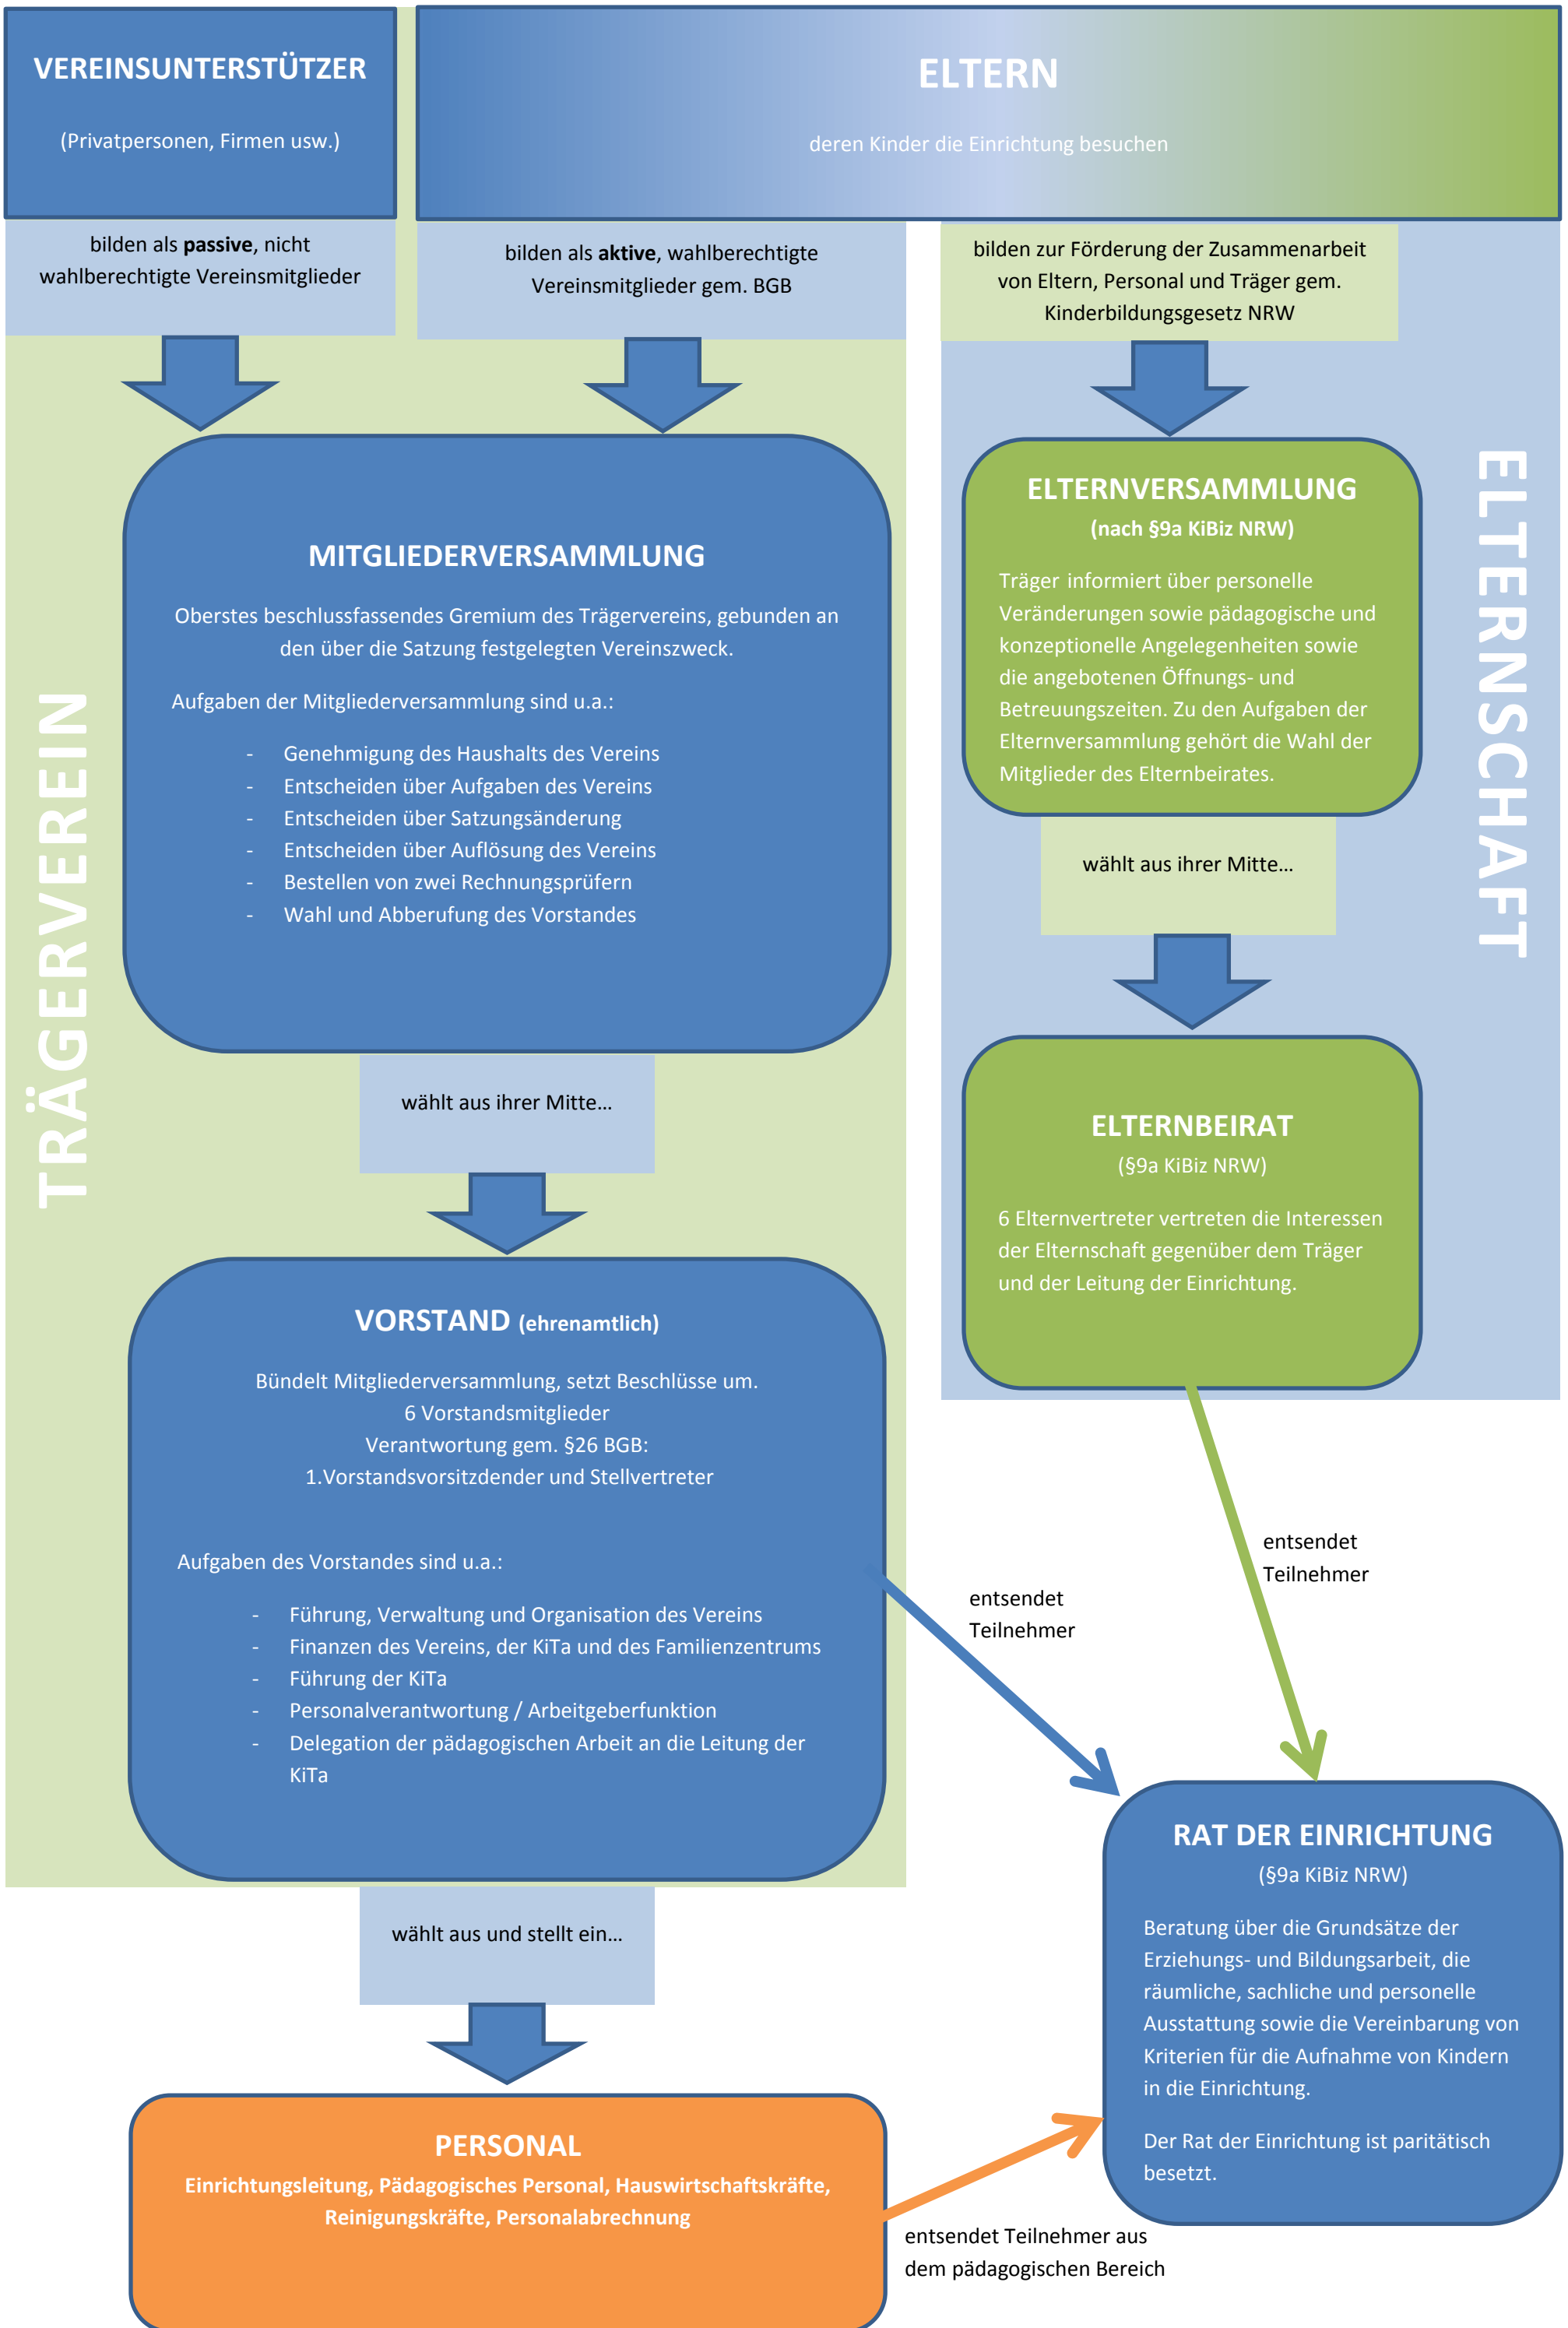 VEREINSUNTERSTÜTZER
(Privatpersonen, Firmen usw.)
ELTERN
deren Kinder die Einrichtung besuchen
bilden als passive, nicht
wahlberechtigte Vereinsmitglieder
bilden als aktive, wahlberechtigte
Vereinsmitglieder gem. BGB
bilden zur Förderung der Zusammenarbeit
von Eltern, Personal und Träger gem.
Kinderbildungsgesetz NRW
TRÄGERVEREIN
MITGLIEDERVERSAMMLUNG
Oberstes beschlussfassendes Gremium des Trägervereins, gebunden an
den über die Satzung festgelegten Vereinszweck.
Aufgaben der Mitgliederversammlung sind u.a.:
- Genehmigung des Haushalts des Vereins
- Entscheiden über Aufgaben des Vereins
- Entscheiden über Satzungsänderung
- Entscheiden über Auflösung des Vereins
- Bestellen von zwei Rechnungsprüfern
- Wahl und Abberufung des Vorstandes
wählt aus ihrer Mitte…
VORSTAND (ehrenamtlich)
Bündelt Mitgliederversammlung, setzt Beschlüsse um.
6 Vorstandsmitglieder
Verantwortung gem. §26 BGB:
1.Vorstandsvorsitzdender und Stellvertreter
Aufgaben des Vorstandes sind u.a.:
- Führung, Verwaltung und Organisation des Vereins
- Finanzen des Vereins, der KiTa und des Familienzentrums
- Führung der KiTa
- Personalverantwortung / Arbeitgeberfunktion
- Delegation der pädagogischen Arbeit an die Leitung der
KiTa
wählt aus und stellt ein…
PERSONAL
Einrichtungsleitung, Pädagogisches Personal, Hauswirtschaftskräfte,
Reinigungskräfte, Personalabrechnung
ELTERNSCHAFT
ELTERNVERSAMMLUNG
(nach §9a KiBiz NRW)
Träger informiert über personelle
Veränderungen sowie pädagogische und
konzeptionelle Angelegenheiten sowie
die angebotenen Öffnungs- und
Betreuungszeiten. Zu den Aufgaben der
Elternversammlung gehört die Wahl der
Mitglieder des Elternbeirates.
wählt aus ihrer Mitte…
ELTERNBEIRAT
(§9a KiBiz NRW)
6 Elternvertreter vertreten die Interessen
der Elternschaft gegenüber dem Träger
und der Leitung der Einrichtung.
entsendet
Teilnehmer
entsendet
Teilnehmer
RAT DER EINRICHTUNG
(§9a KiBiz NRW)
Beratung über die Grundsätze der
Erziehungs- und Bildungsarbeit, die
räumliche, sachliche und personelle
Ausstattung sowie die Vereinbarung von
Kriterien für die Aufnahme von Kindern
in die Einrichtung.
Der Rat der Einrichtung ist paritätisch
besetzt.
entsendet Teilnehmer aus
dem pädagogischen Bereich